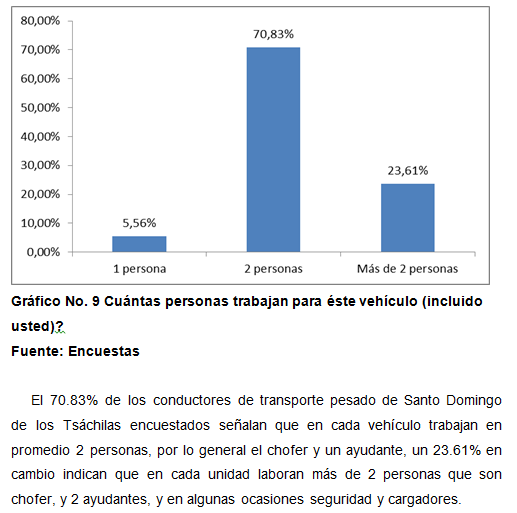 80,00%
70,00%
60,00%
50,00%
40,00%
30,00%
20,00%
10,00%
0,00%
5,56%
70,83%
23,61%
1 persona
2 personas
Más de 2 personas
Gráfico No. 9 Cuántas personas trabajan para éste vehículo (incluido
usted)?
Fuente: Encuestas
El 70.83% de los conductores de transporte pesado de Santo Domingo
de los Tsáchilas encuestados señalan que en cada vehículo trabajan en
promedio 2 personas, por lo general el chofer y un ayudante, un 23.61% en
cambio indican que en cada unidad laboran más de 2 personas que son
chofer, y 2 ayudantes, y en algunas ocasiones seguridad y cargadores.